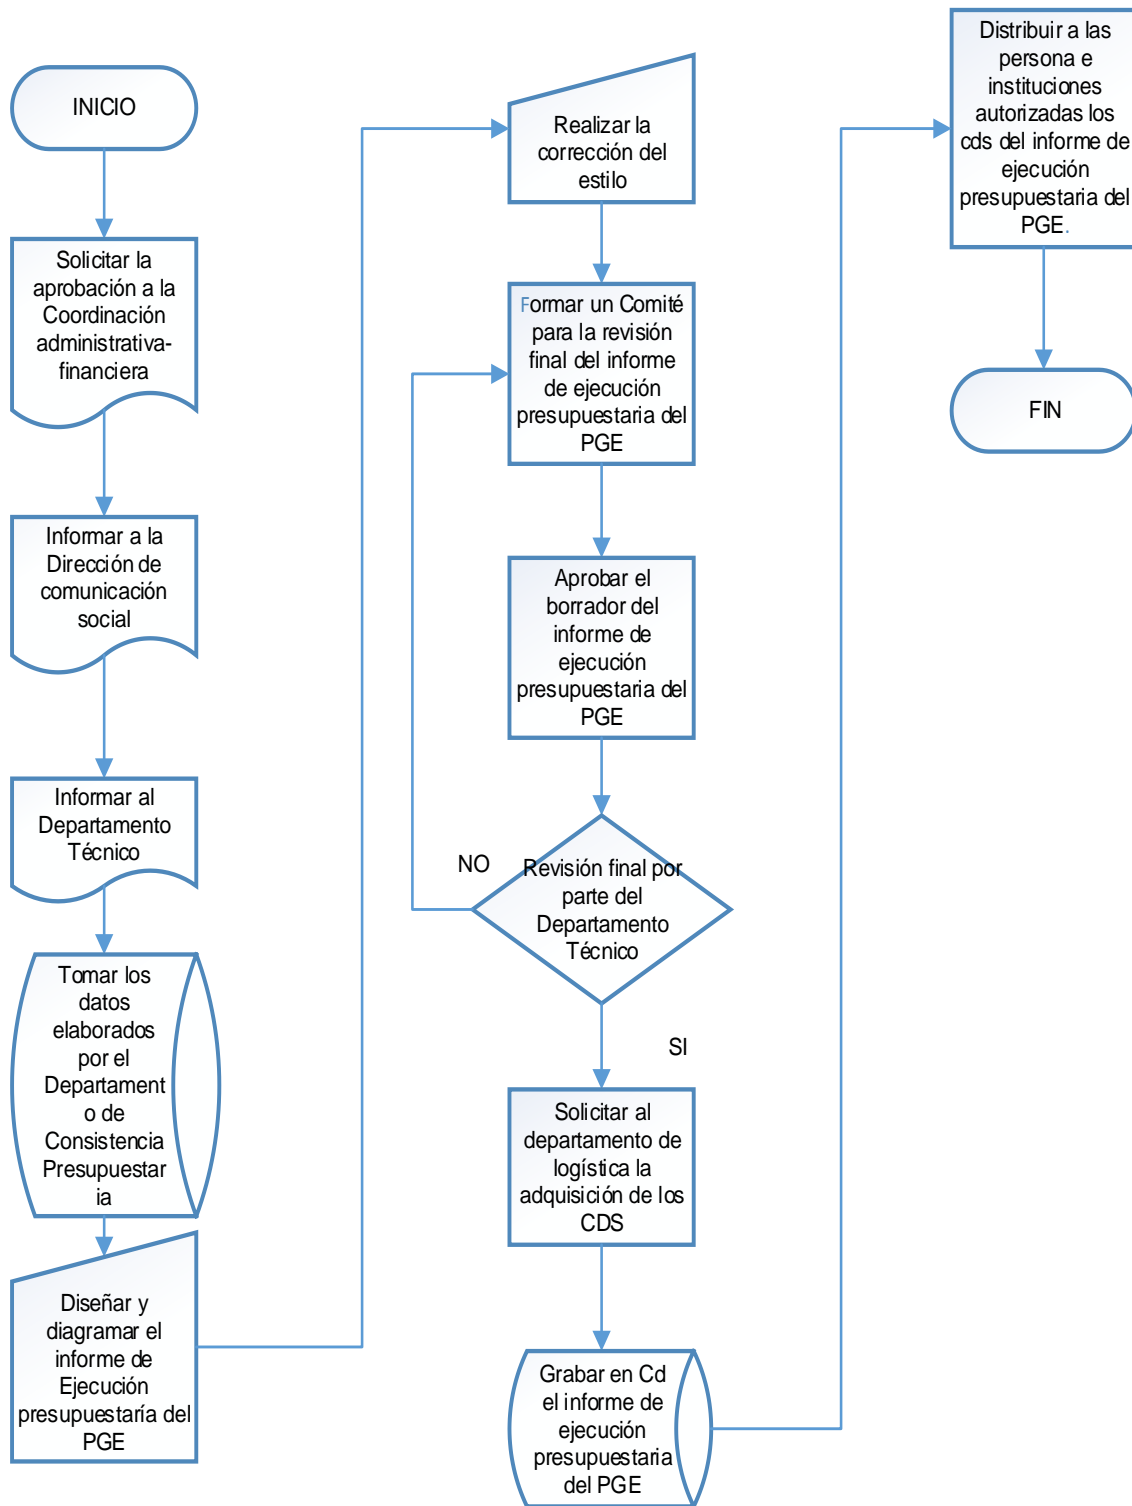 INICIO
Solicitar la
aprobación a la
Coordinación
administrativa-
financiera
Informar a la
Dirección de
comunicación
social
Informar al
Departamento
Técnico
Tomar los
datos
elaborados
por el
Departament
o de
Consistencia
Presupuestar
ia
Diseñar y
diagramar el
informe de
Ejecución
presupuestaría del
PGE
Realizar la
corrección del
estilo
Formar un Comité
para la revisión
final del informe
de ejecución
presupuestaria del
PGE
Aprobar el
borrador del
informe de
ejecución
presupuestaria del
PGE
NO
Revisión final por
parte del
Departamento
Técnico
SI
Solicitar al
departamento de
logística la
adquisición de los
CDS
Grabar en Cd
el informe de
ejecución
presupuestaria
del PGE
Distribuir a las
persona e
instituciones
autorizadas los
cds del informe de
ejecución
presupuestaria del
PGE.
FIN